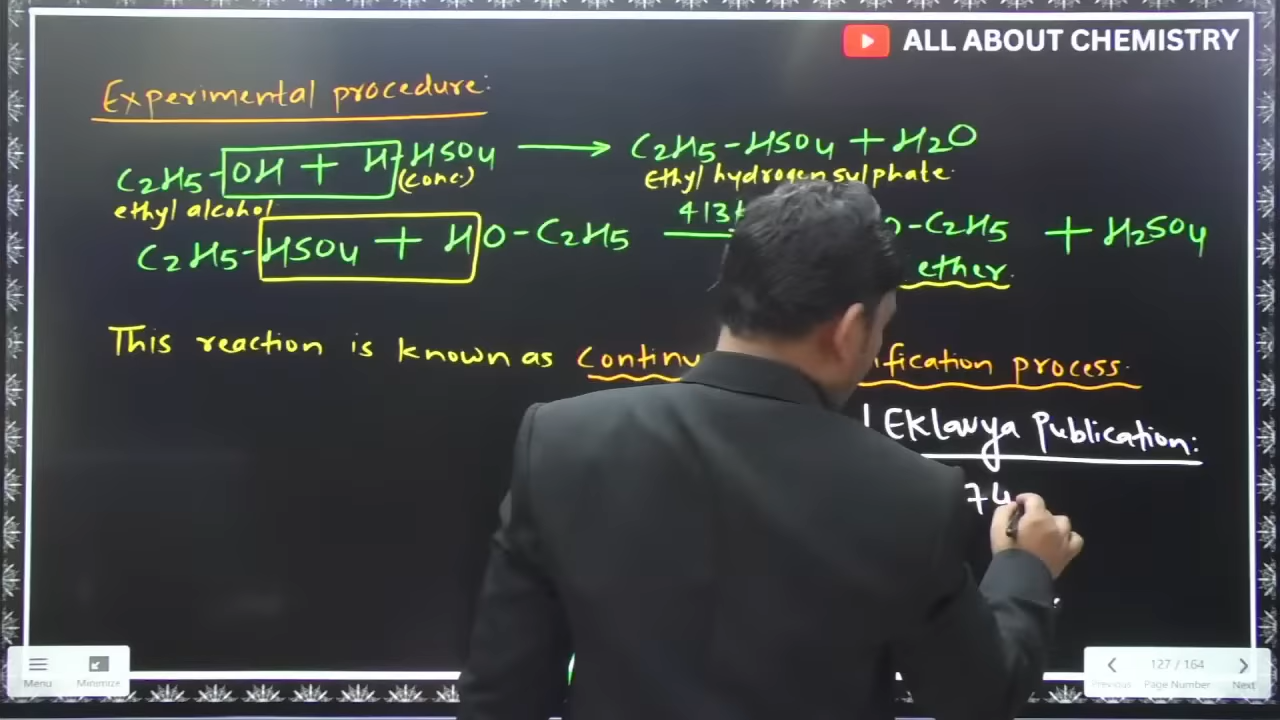 ALL ABOUT CHEMISTRY
Experimental procedure:
C2H5-OH + H-HSO4 ⟶ C2H5-HSO4 + H2O
(conc.) ethyl hydrogen sulphate.
ethyl alcohol
413
C2H5-HSO4 + HO-C2H5 O-C2H5 + H2SO4
ether.
This reaction is known as process.
Eklavya Publication:
74
Menu Minimize
127 / 164
Previous Page Number Next